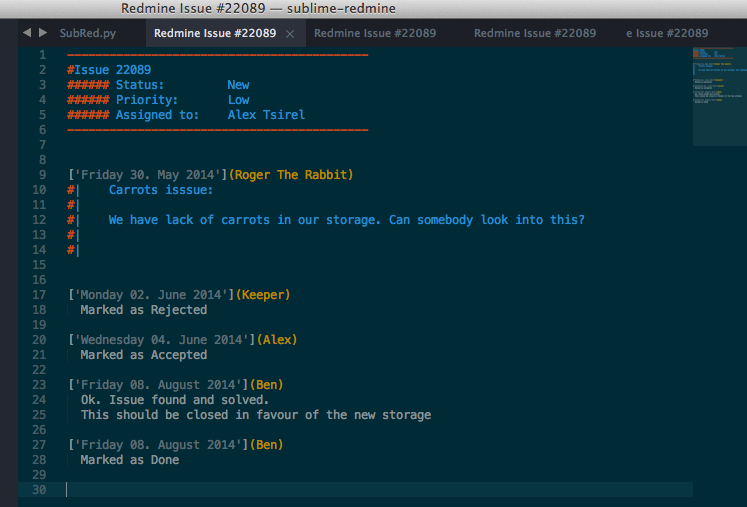 Redmine Issue #22089 — sublime-redmine
SubRed.py Redmine Issue #22089 Redmine Issue #22089 Redmine Issue #22089 e Issue #22089
1 ------------------------------------------
2 #Issue 22089
3 ###### Status: New
4 ###### Priority: Low
5 ###### Assigned to: Alex Tsirel
6 ------------------------------------------
7
8
9 ['Friday 30. May 2014'](Roger The Rabbit)
10 #| Carrots isssue:
11 #|
12 #| We have lack of carrots in our storage. Can somebody look into this?
13 #|
14 #|
15
16
17 ['Monday 02. June 2014'](Keeper)
18 Marked as Rejected
19
20 ['Wednesday 04. June 2014'](Alex)
21 Marked as Accepted
22
23 ['Friday 08. August 2014'](Ben)
24 Ok. Issue found and solved.
25 This should be closed in favour of the new storage
26
27 ['Friday 08. August 2014'](Ben)
28 Marked as Done
29
30